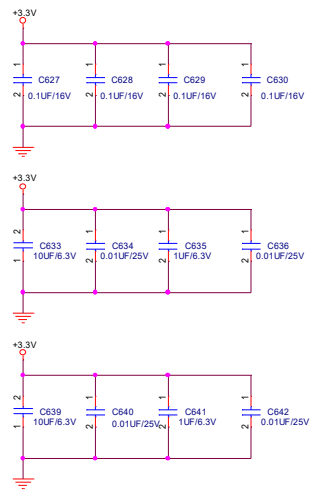 +3.3V
1 1 1 1
C627 C628 C629 C630
2 2 2 2
0.1UF/16V 0.1UF/16V 0.1UF/16V 0.1UF/16V
+3.3V
2 1 1 1
C633 C634 C635 C636
10UF/6.3V 0.01UF/25V 1UF/6.3V 0.01UF/25V
1 2 2 2
+3.3V
2 1 1 1
C639 C640 C641 C642
10UF/6.3V 0.01UF/25V 1UF/6.3V 0.01UF/25V
1 2 2 2